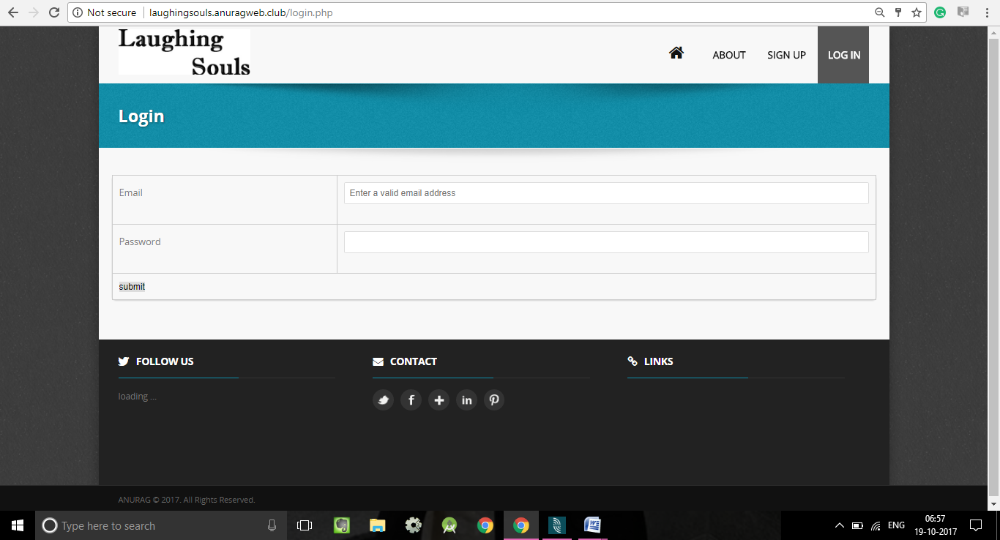 Not secure laughingsouls.anuragweb.club/login.php
Laughing
Souls
ABOUT SIGN UP LOG IN
Login
Email Enter a valid email address
Password
submit
FOLLOW US CONTACT LINKS
loading ...
ANURAG © 2017. All Rights Reserved.
Type here to search ENG 06:57
19-10-2017